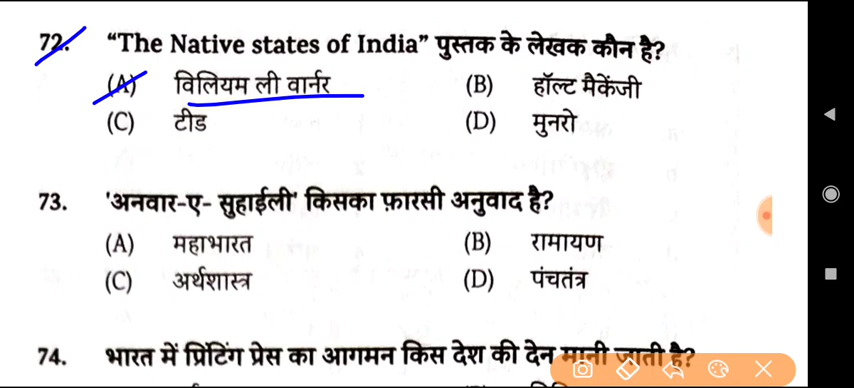 72. “The Native states of India” पुस्तक के लेखक कौन है?
(A) विलियम ली वार्नर (B) हॉल्ट मैकेंजी
(C) टीड (D) मुनरो
73. 'अनवार-ए- सुहाईली' किसका फ़ारसी अनुवाद है?
(A) महाभारत (B) रामायण
(C) अर्थशास्त्र (D) पंचतंत्र
74. भारत में प्रिंटिंग प्रेस का आगमन किस देश की देन मानी जाती है?